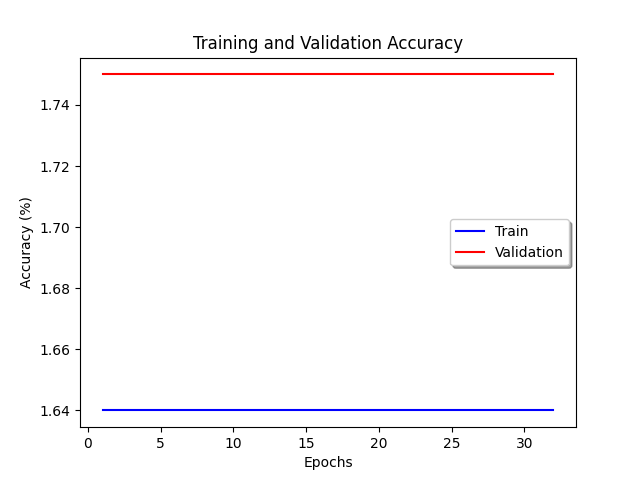 Training and Validation Accuracy
Accuracy (%)
1.74
1.72
1.70
1.68
1.66
1.64
Train
Validation
0 5 10 15 20 25 30
Epochs